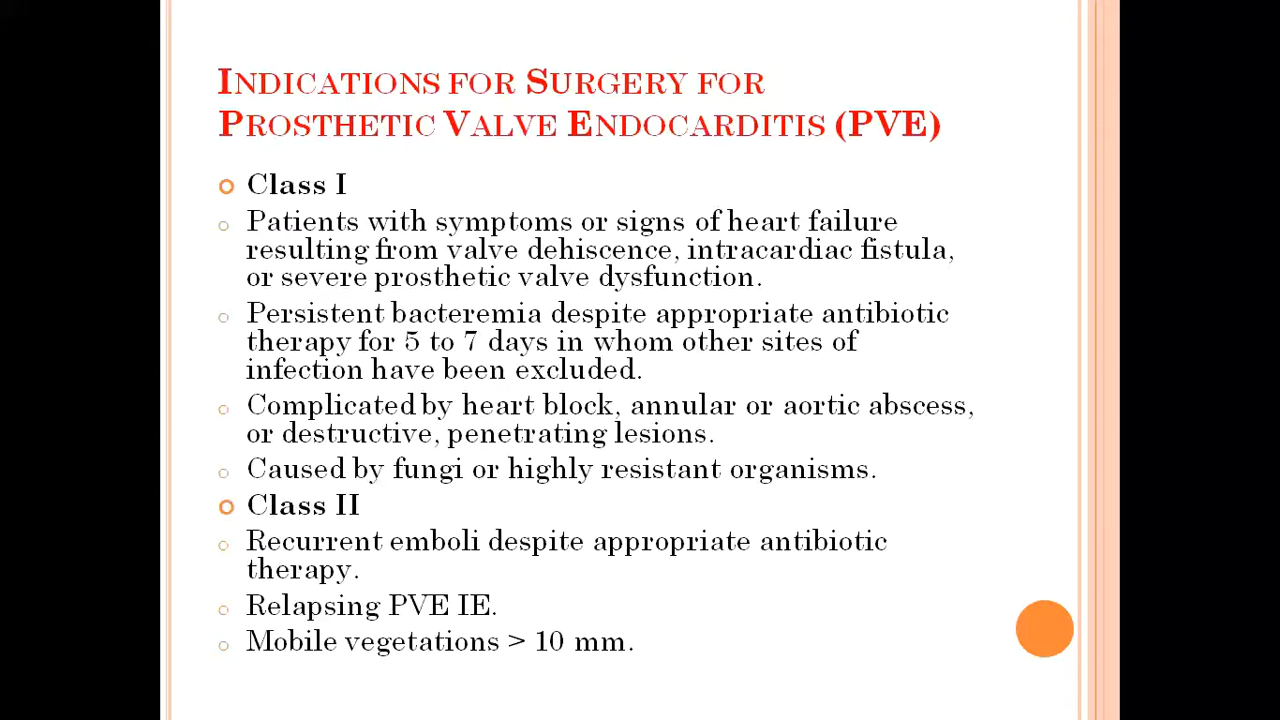 Indications for Surgery for
Prosthetic Valve Endocarditis (PVE)
Class I
Patients with symptoms or signs of heart failure
resulting from valve dehiscence, intracardiac fistula,
or severe prosthetic valve dysfunction.
Persistent bacteremia despite appropriate antibiotic
therapy for 5 to 7 days in whom other sites of
infection have been excluded.
Complicated by heart block, annular or aortic abscess,
or destructive, penetrating lesions.
Caused by fungi or highly resistant organisms.
Class II
Recurrent emboli despite appropriate antibiotic
therapy.
Relapsing PVE IE.
Mobile vegetations > 10 mm.